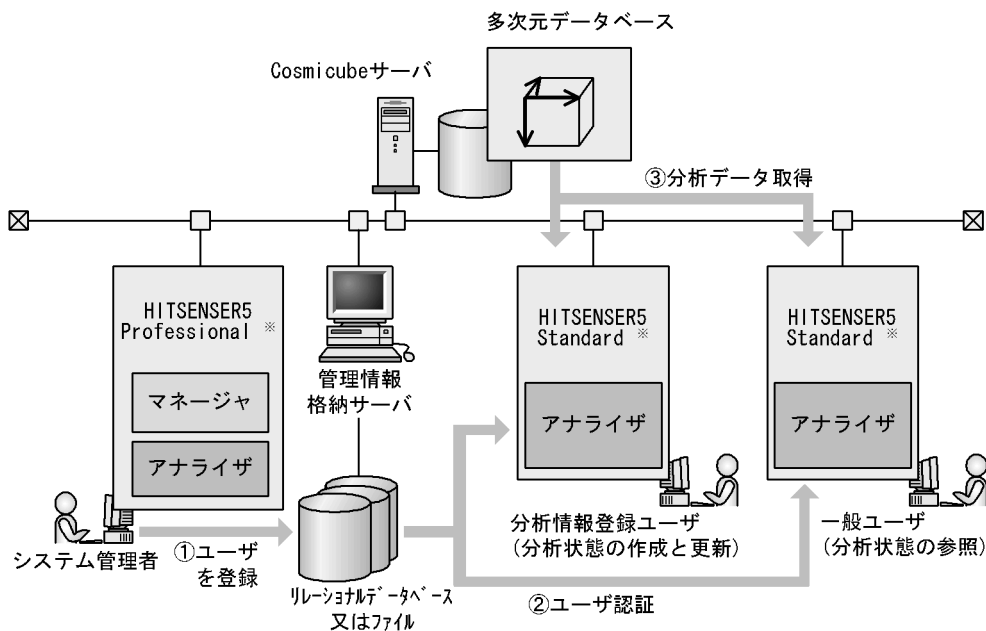 多次元データベース
Cosmicubeサーバ
③分析データ取得
HITSENSER5
Professional ※
マネージャ
アナライザ
管理情報
格納サーバ
HITSENSER5
Standard ※
アナライザ
HITSENSER5
Standard ※
アナライザ
システム管理者
①ユーザ
を登録
ﾘﾚｰｼｮﾅﾙﾃﾞｰﾀﾍﾞｰｽ
又はﾌｧｲﾙ
分析情報登録ユーザ
(分析状態の作成と更新)
一般ユーザ
(分析状態の参照)
②ユーザ認証